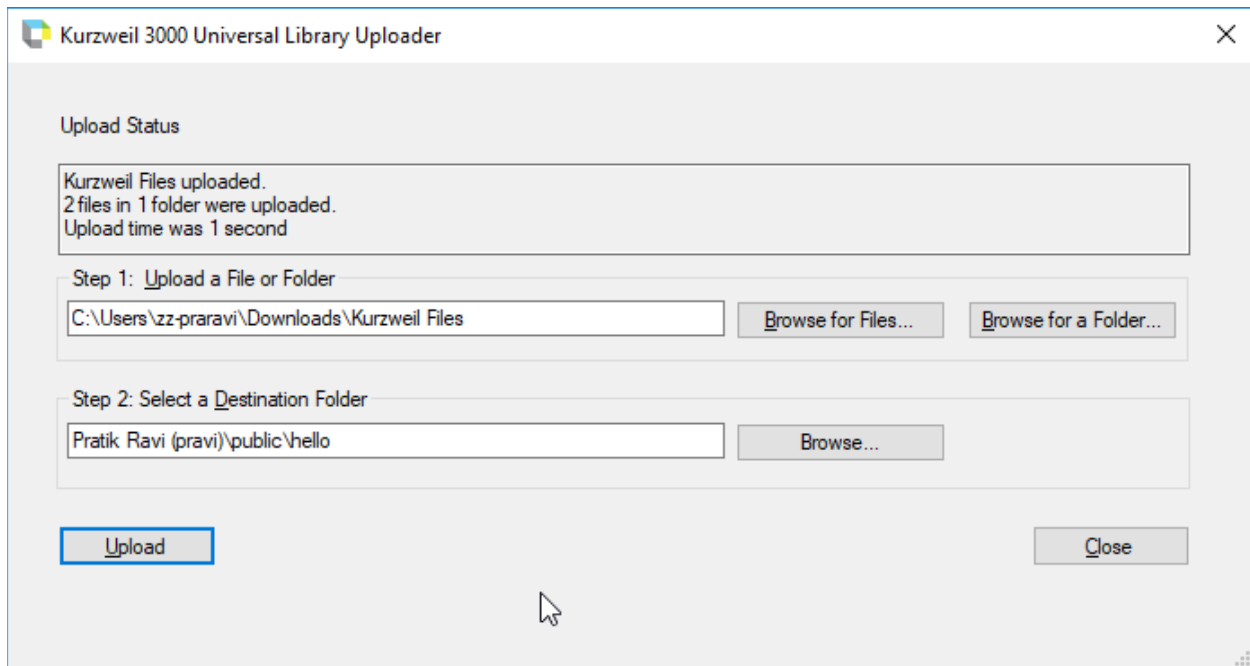 Kurzweil 3000 Universal Library Uploader
Upload Status
Kurzweil Files uploaded.
2 files in 1 folder were uploaded.
Upload time was 1 second
Step 1:  Upload a File or Folder
C:\Users\zz-praravi\Downloads\Kurzweil Files
Browse for Files...
Browse for a Folder...
Step 2: Select a Destination Folder
Pratik Ravi (pravi)\public\hello
Browse...
Upload
Close